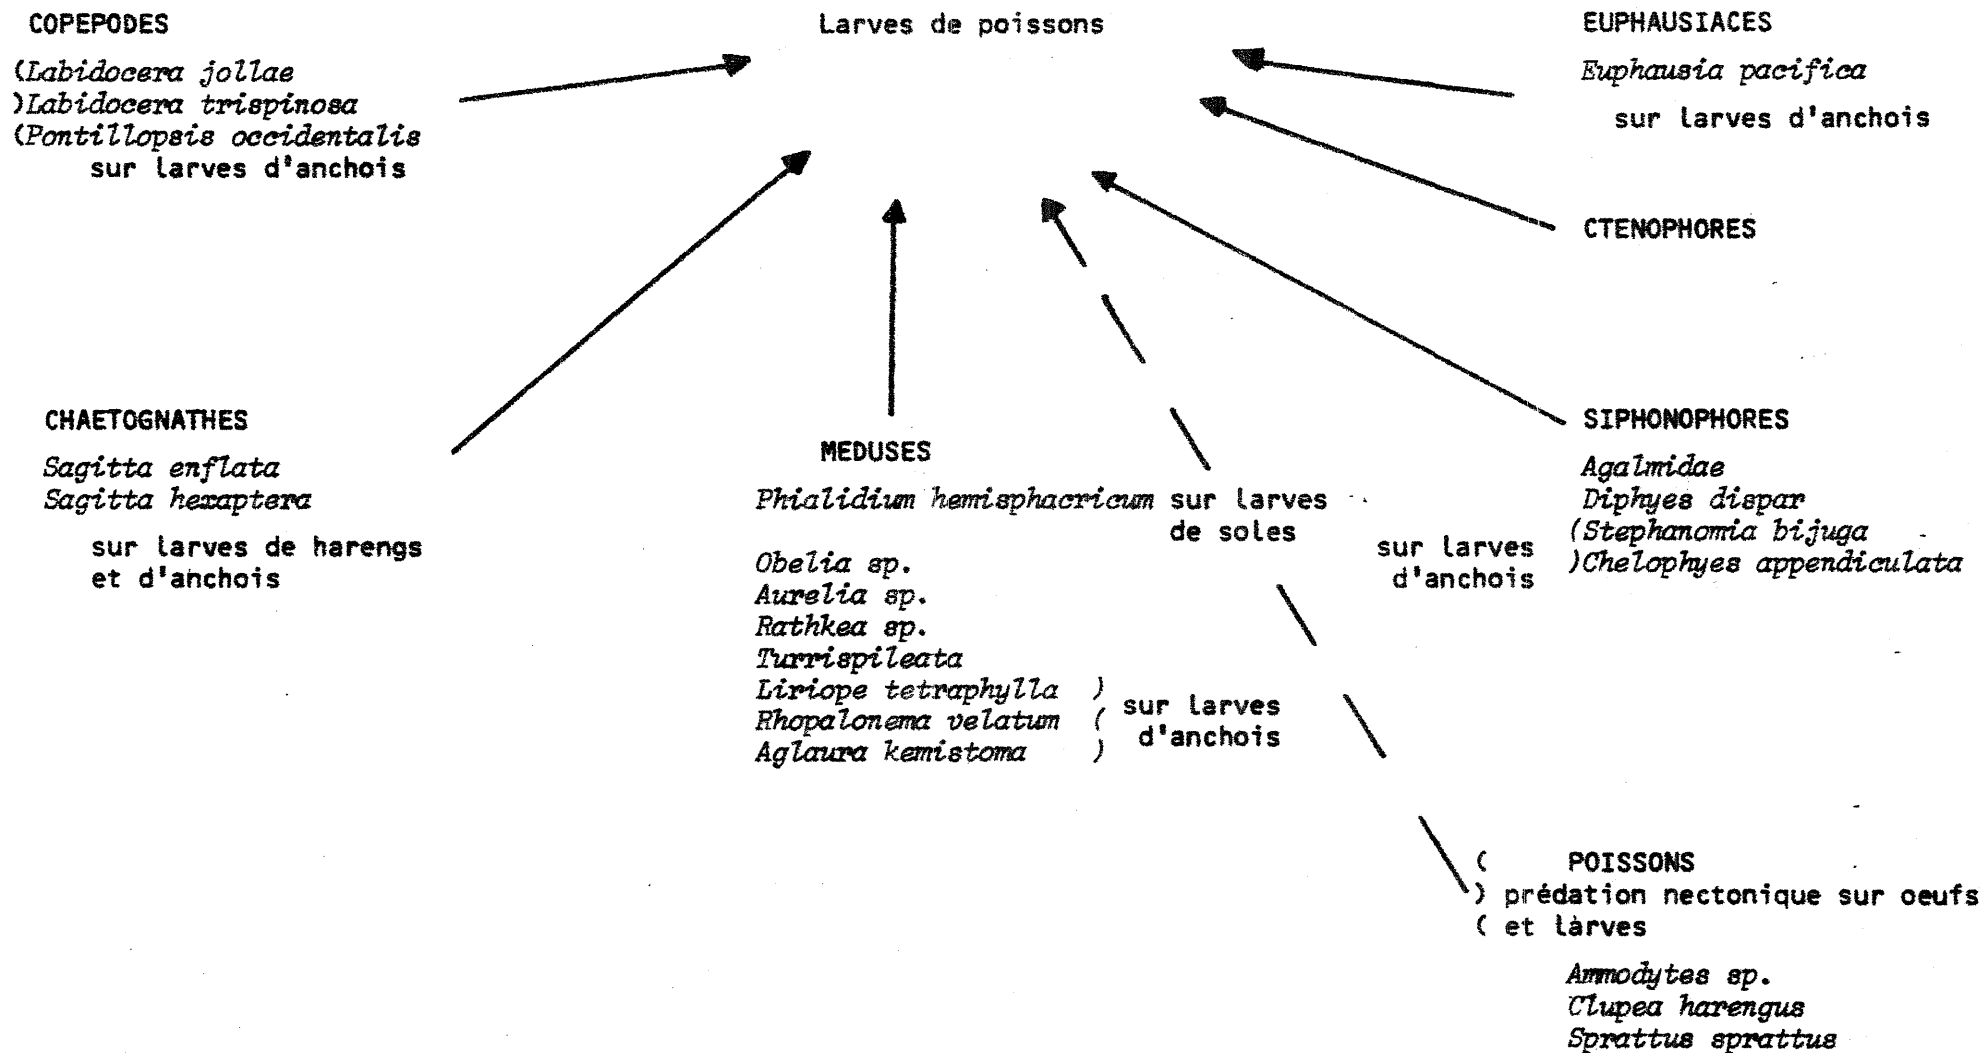 COPEPODES
(Labidocera jollae
)Labidocera trispinosa
(Pontillopsis occidentalis
sur larves d'anchois
Larves de poissons
EUPHAUSIACES
Euphausia pacifica
sur larves d'anchois
CTENOPHORES
CHAETOGNATHES
Sagitta enflata
Sagitta hexaptera
sur larves de harengs
et d'anchois
MEDUSES
Phialidium hemisphacricum sur larves
de soles
Obelia sp.
Aurelia sp.
Rathkea sp.
Turrispileata
Liriope tetraphylla )
Rhopalonema velatum (
Aglaura kemistoma )
sur larves
d'anchois
SIPHONOPHORES
Agalmidae
Diphyes dispar
(Stephanomia bijuga
)Chelophyes appendiculata
sur larves
d'anchois
( POISSONS
) prédation nectonique sur oeufs
( et làrves
Ammodytes sp.
Clupea harengus
Sprattus sprattus